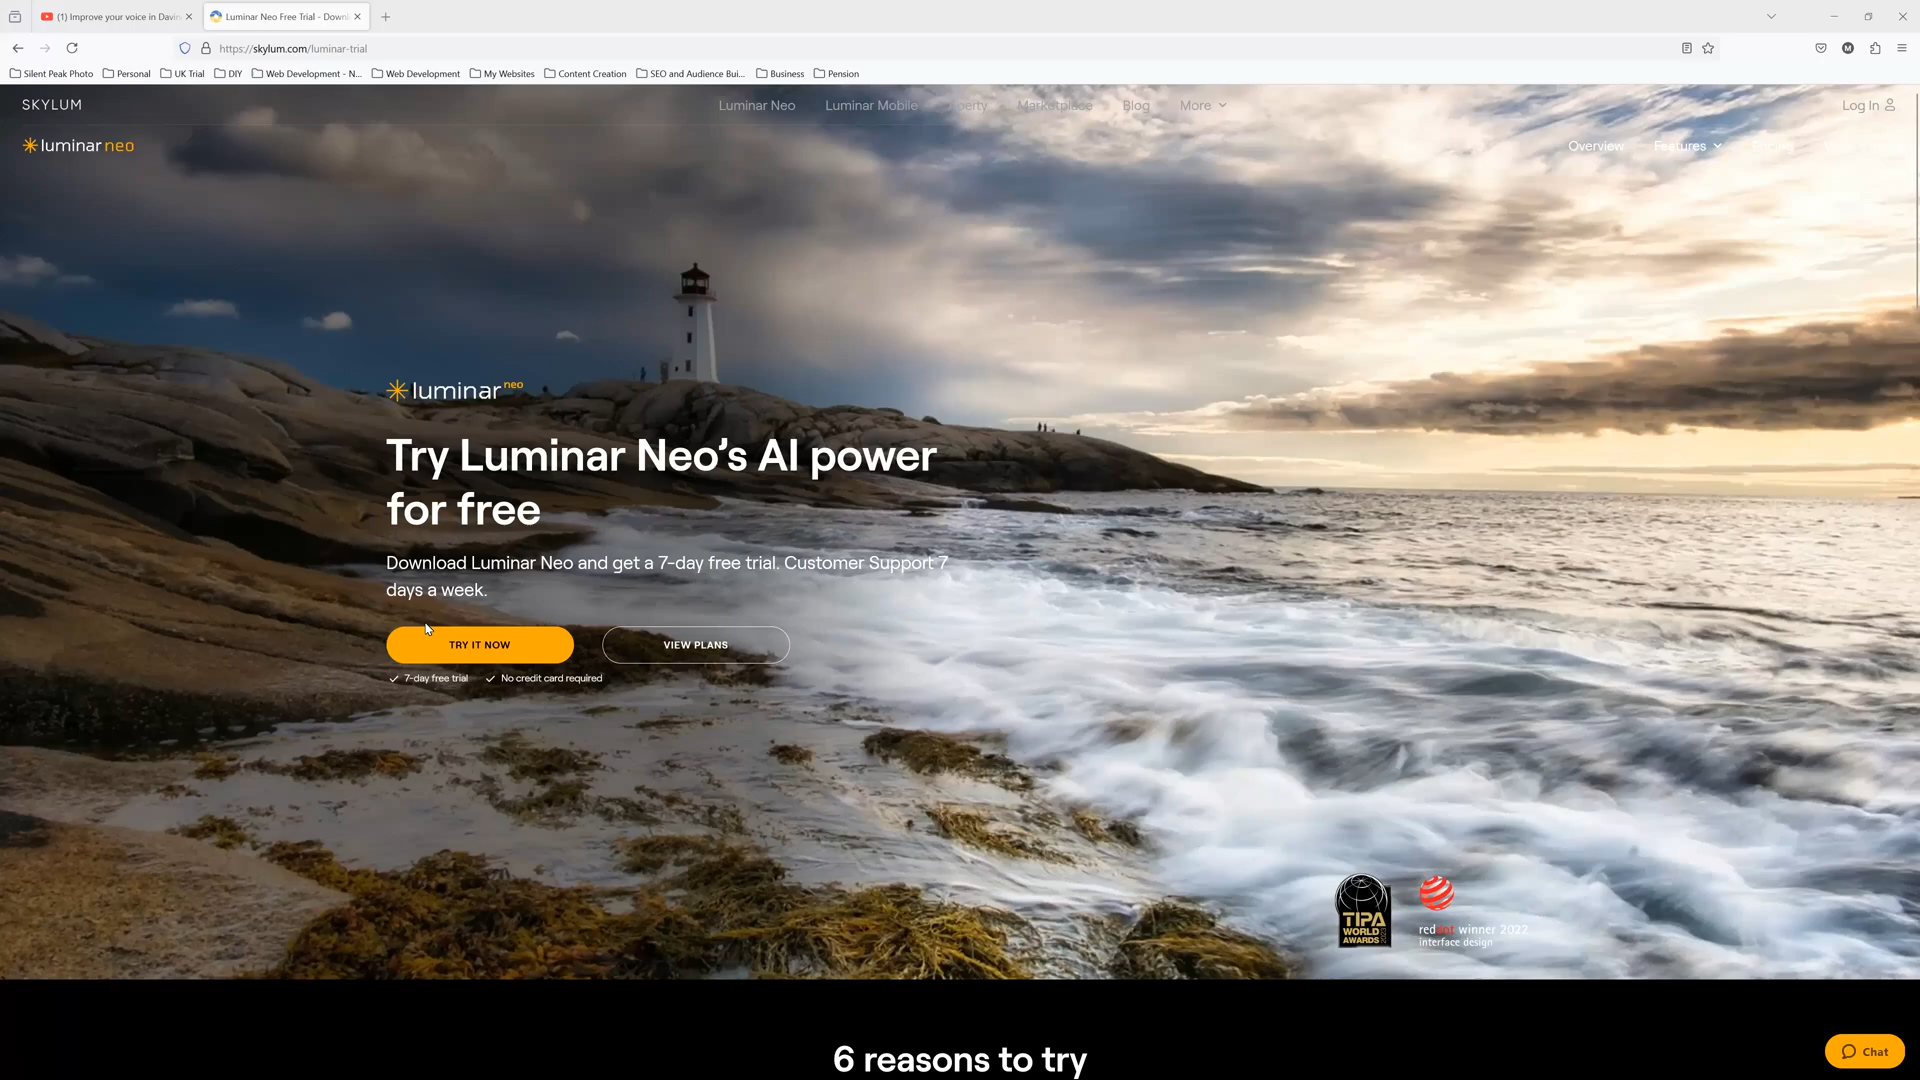 (1) Improve your voice in Davin
Luminar Neo Free Trial - Downl
https://skylum.com/luminar-trial
Silent Peak Photo
Personal
UK Trial
DIY
Web Development - N...
Web Development
My Websites
Content Creation
SEO and Audience Bui...
Business
Pension
SKYLUM
Luminar Neo
Luminar Mobile
Marketplace
Blog
More
Log In
luminar neo
Overview
Features
Pricing
luminar neo
Try Luminar Neo’s AI power
for free
Download Luminar Neo and get a 7-day free trial. Customer Support 7
days a week.
TRY IT NOW
VIEW PLANS
7-day free trial
No credit card required
TIPA
WORLD
AWARDS
reddot winner 2022
interface design
6 reasons to try
Chat